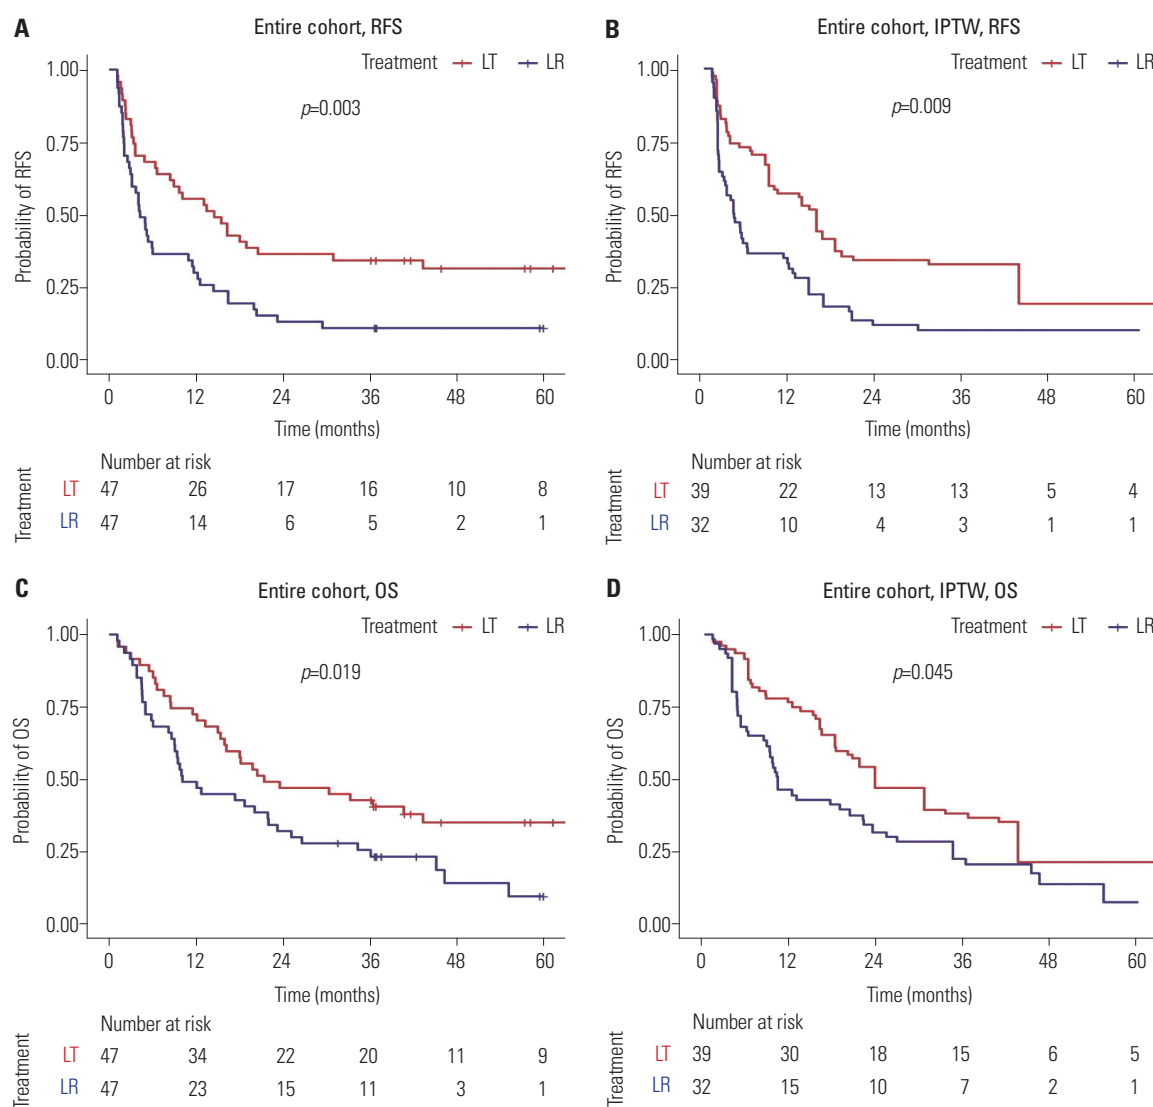 A
Entire cohort, RFS
Treatment LT LR
p=0.003
Probability of RFS
1.00
0.75
0.50
0.25
0.00
0 12 24 36 48 60
Time (months)
Number at risk
Treatment
LT 47 26 17 16 10 8
LR 47 14 6 5 2 1
B
Entire cohort, IPTW, RFS
Treatment LT LR
p=0.009
Probability of RFS
1.00
0.75
0.50
0.25
0.00
0 12 24 36 48 60
Time (months)
Number at risk
Treatment
LT 39 22 13 13 5 4
LR 32 10 4 3 1 1
C
Entire cohort, OS
Treatment LT LR
p=0.019
Probability of OS
1.00
0.75
0.50
0.25
0.00
0 12 24 36 48 60
Time (months)
Number at risk
Treatment
LT 47 34 22 20 11 9
LR 47 23 15 11 3 1
D
Entire cohort, IPTW, OS
Treatment LT LR
p=0.045
Probability of OS
1.00
0.75
0.50
0.25
0.00
0 12 24 36 48 60
Time (months)
Number at risk
Treatment
LT 39 30 18 15 6 5
LR 32 15 10 7 2 1